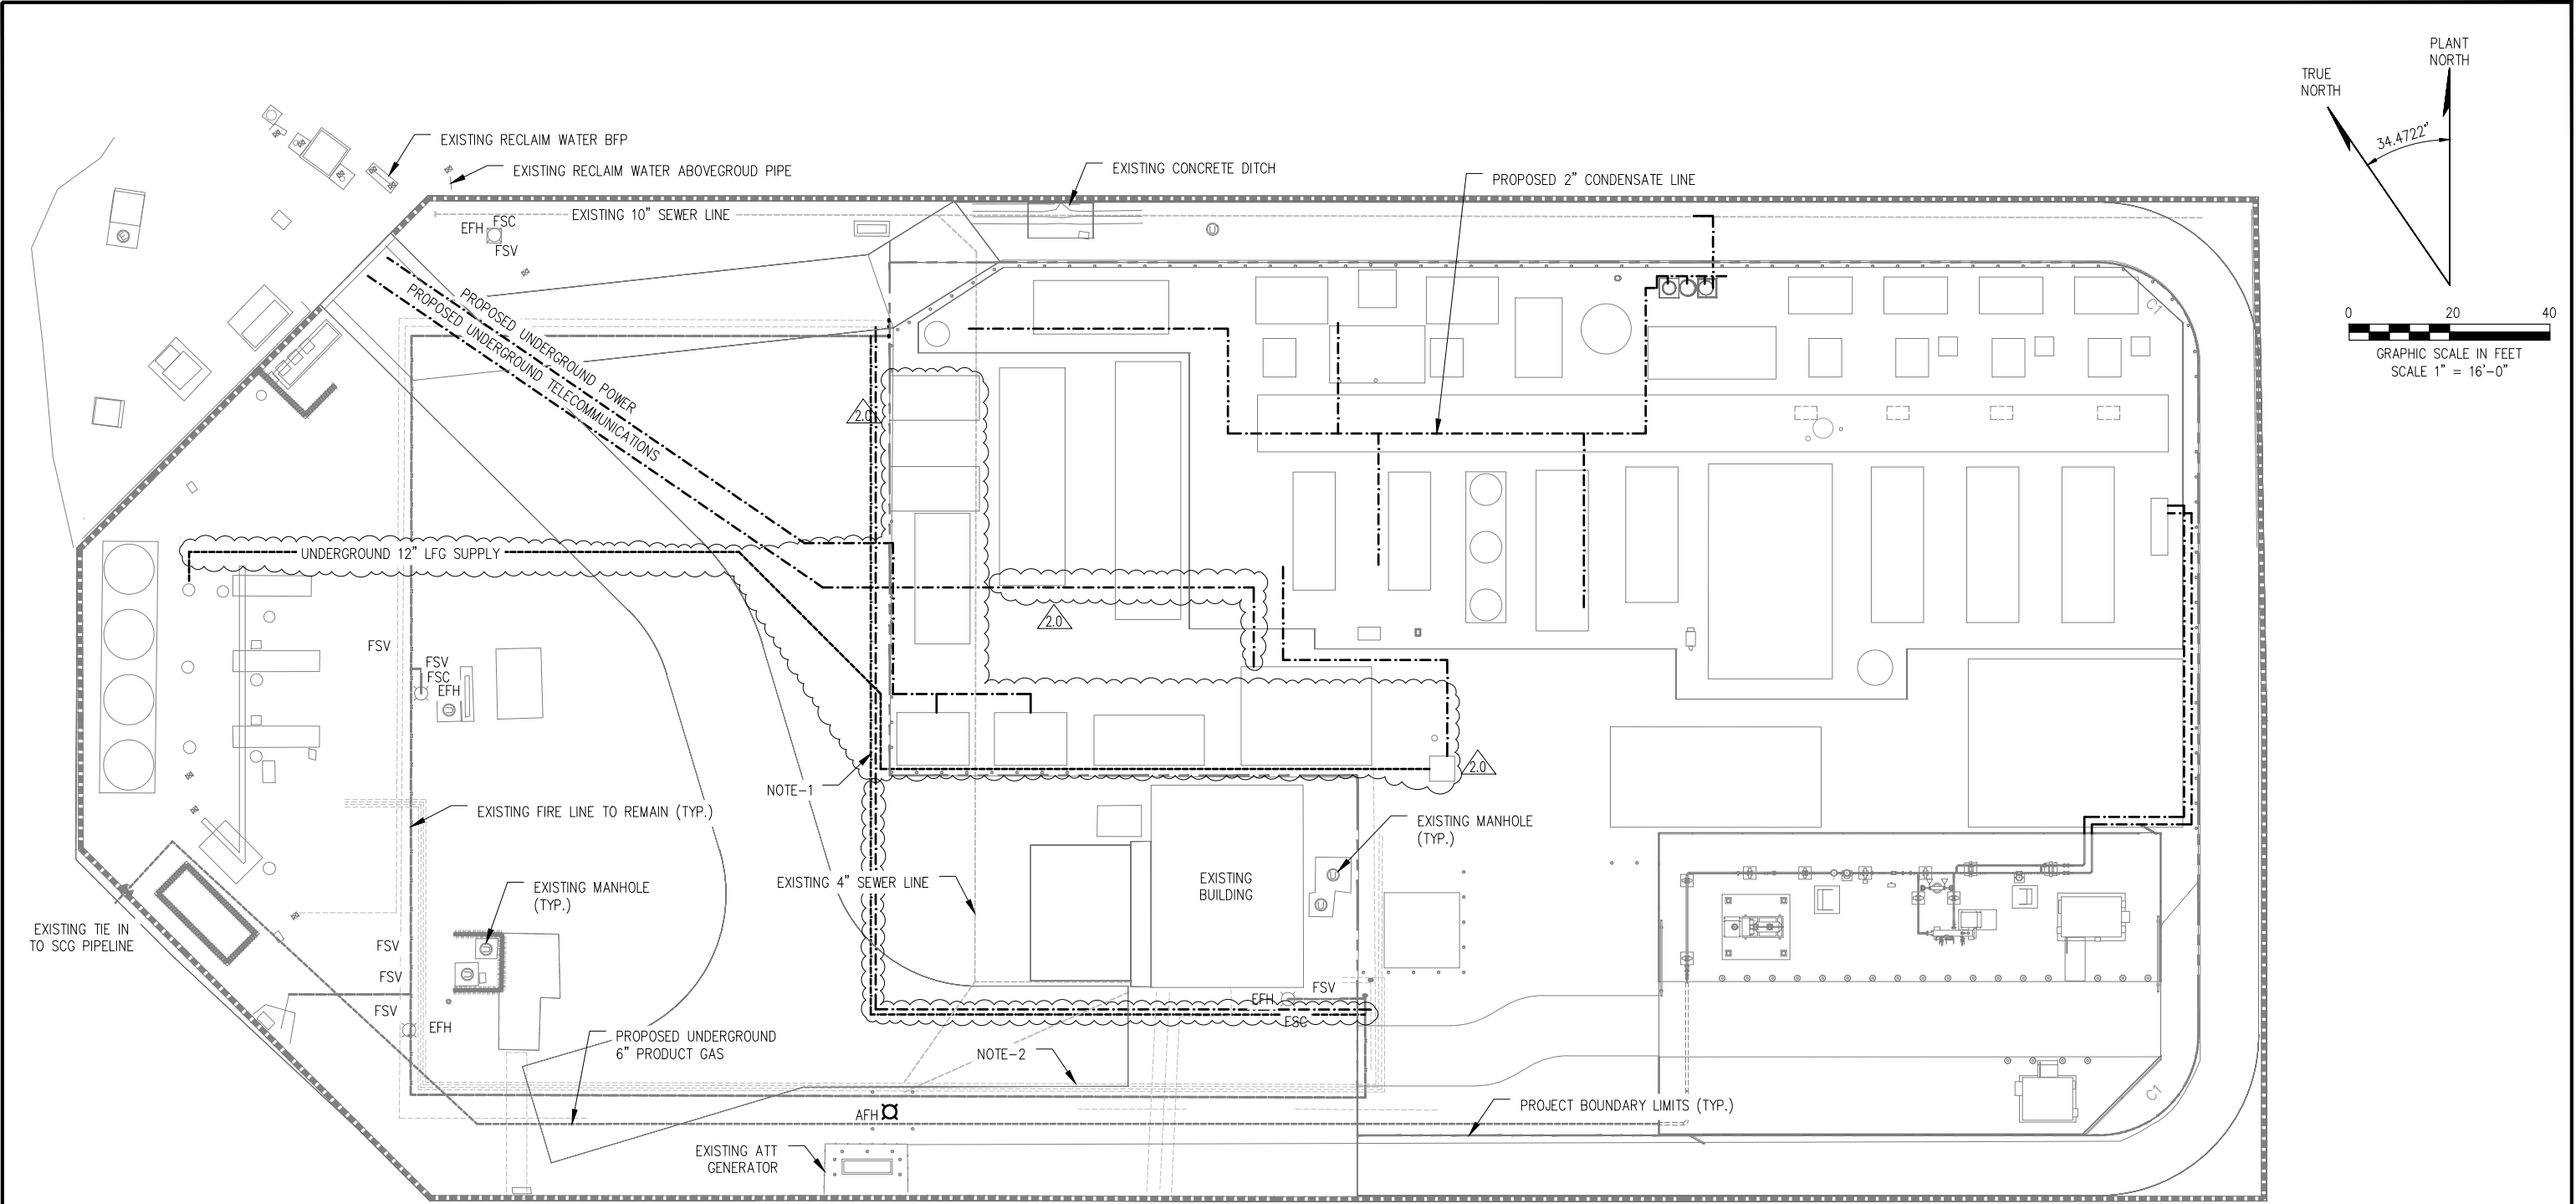 PLANT
NORTH
TRUE
NORTH
34.4722"
0 20 40
GRAPHIC SCALE IN FEET
SCALE 1" = 16'-0"
EXISTING RECLAIM WATER BFP
EXISTING RECLAIM WATER ABOVEGROUD PIPE
EXISTING CONCRETE DITCH
PROPOSED 2" CONDENSATE LINE
EXISTING 10" SEWER LINE
EFH
FSC
FSV
PROPOSED UNDERGROUND POWER
PROPOSED UNDERGROUND TELECOMMUNICATIONS
C1
2.0
UNDERGROUND 12" LFG SUPPLY
2.0
FSV
FSV
FSC
EFH
2.0
NOTE-1
EXISTING FIRE LINE TO REMAIN (TYP.)
EXISTING MANHOLE
(TYP.)
EXISTING 4" SEWER LINE
EXISTING
BUILDING
EXISTING MANHOLE
(TYP.)
EXISTING TIE IN
TO SCG PIPELINE
FSV
FSV
FSV
EFH
FSV
EFH
FSC
PROPOSED UNDERGROUND
6" PRODUCT GAS
NOTE-2
AFH
PROJECT BOUNDARY LIMITS (TYP.)
C1
EXISTING ATT
GENERATOR